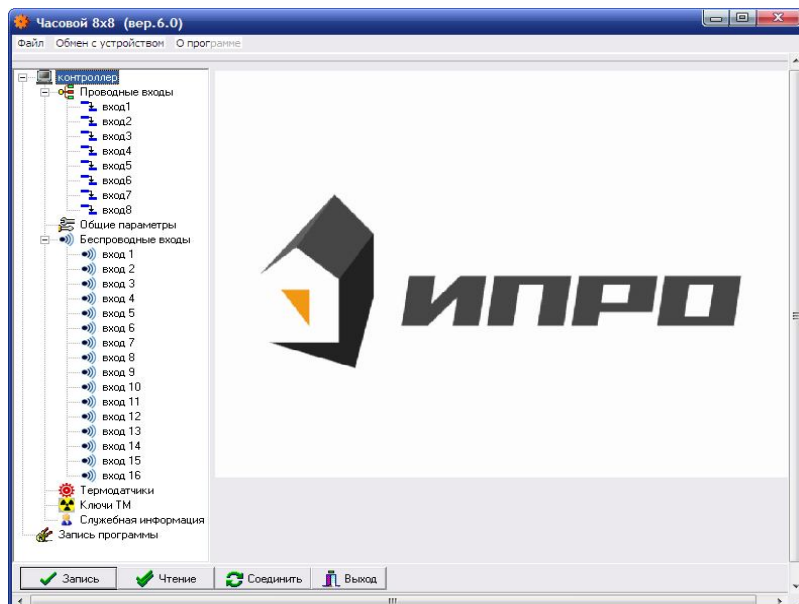 Часовой 8x8 (вер.6.0)
Файл Обмен с устройством О программе
контроллер
Проводные входы
вход1
вход2
вход3
вход4
вход5
вход6
вход7
вход8
Общие параметры
Беспроводные входы
вход 1
вход 2
вход 3
вход 4
вход 5
вход 6
вход 7
вход 8
вход 9
вход 10
вход 11
вход 12
вход 13
вход 14
вход 15
вход 16
Термодатчики
Ключи ТМ
Служебная информация
Запись программы
ИПРО
Запись Чтение Соединить Выход